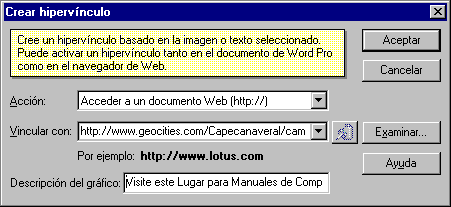 Crear hipervínculo
Cree un hipervínculo basado en la imagen o texto seleccionado.
Puede activar un hipervínculo tanto en el documento de Word Pro
como en el navegador de Web.
Aceptar
Cancelar
Acción:
Acceder a un documento Web (http://)
Vincular con:
http://www.geocities.com/Capecanaveral/cam
Examinar...
Por ejemplo: http://www.lotus.com
Ayuda
Descripción del gráfico:
Visite este Lugar para Manuales de Comp